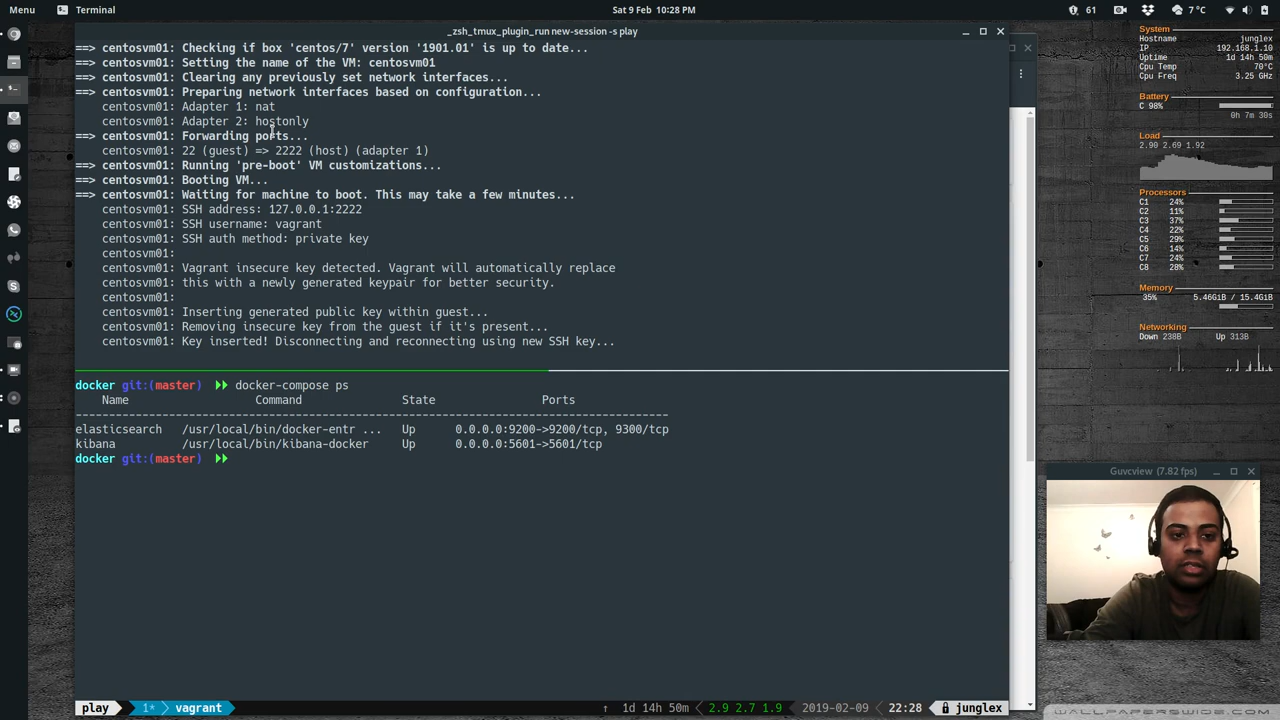 Menu Terminal Sat 9 Feb 10:28 PM 61 7 °C
_zsh_tmux_plugin_run new-session -s play
==> centosvm01: Checking if box 'centos/7' version '1901.01' is up to date...
==> centosvm01: Setting the name of the VM: centosvm01
==> centosvm01: Clearing any previously set network interfaces...
==> centosvm01: Preparing network interfaces based on configuration...
centosvm01: Adapter 1: nat
centosvm01: Adapter 2: hostonly
==> centosvm01: Forwarding ports...
centosvm01: 22 (guest) => 2222 (host) (adapter 1)
==> centosvm01: Running 'pre-boot' VM customizations...
==> centosvm01: Booting VM...
==> centosvm01: Waiting for machine to boot. This may take a few minutes...
centosvm01: SSH address: 127.0.0.1:2222
centosvm01: SSH username: vagrant
centosvm01: SSH auth method: private key
centosvm01:
centosvm01: Vagrant insecure key detected. Vagrant will automatically replace
centosvm01: this with a newly generated keypair for better security.
centosvm01:
centosvm01: Inserting generated public key within guest...
centosvm01: Removing insecure key from the guest if it's present...
centosvm01: Key inserted! Disconnecting and reconnecting using new SSH key...
docker git:(master) docker-compose ps
Name Command State Ports
--------------------------------------------------------------------------------
elasticsearch /usr/local/bin/docker-entr ... Up 0.0.0.0:9200->9200/tcp, 9300/tcp
kibana /usr/local/bin/kibana-docker Up 0.0.0.0:5601->5601/tcp
docker git:(master)
play 1* vagrant ↑ 1d 14h 50m 2.9 2.7 1.9 2019-02-09 22:28 junglex
System
Hostname junglex
IP 192.168.1.10
Uptime 1d 14h 50m
Cpu Temp 70°C
Cpu Freq 3.25 GHz
Battery
C 98%
0h 7m 30s
Load
2.90 2.69 1.92
Processors
C1 24%
C2 11%
C3 37%
C4 22%
C5 29%
C6 14%
C7 24%
C8 28%
Memory
35% 5.46GiB / 15.4GiB
Networking
Down 238B Up 313B
Guvcview (7.82 fps)
WALLPAPERSWIDE.COM